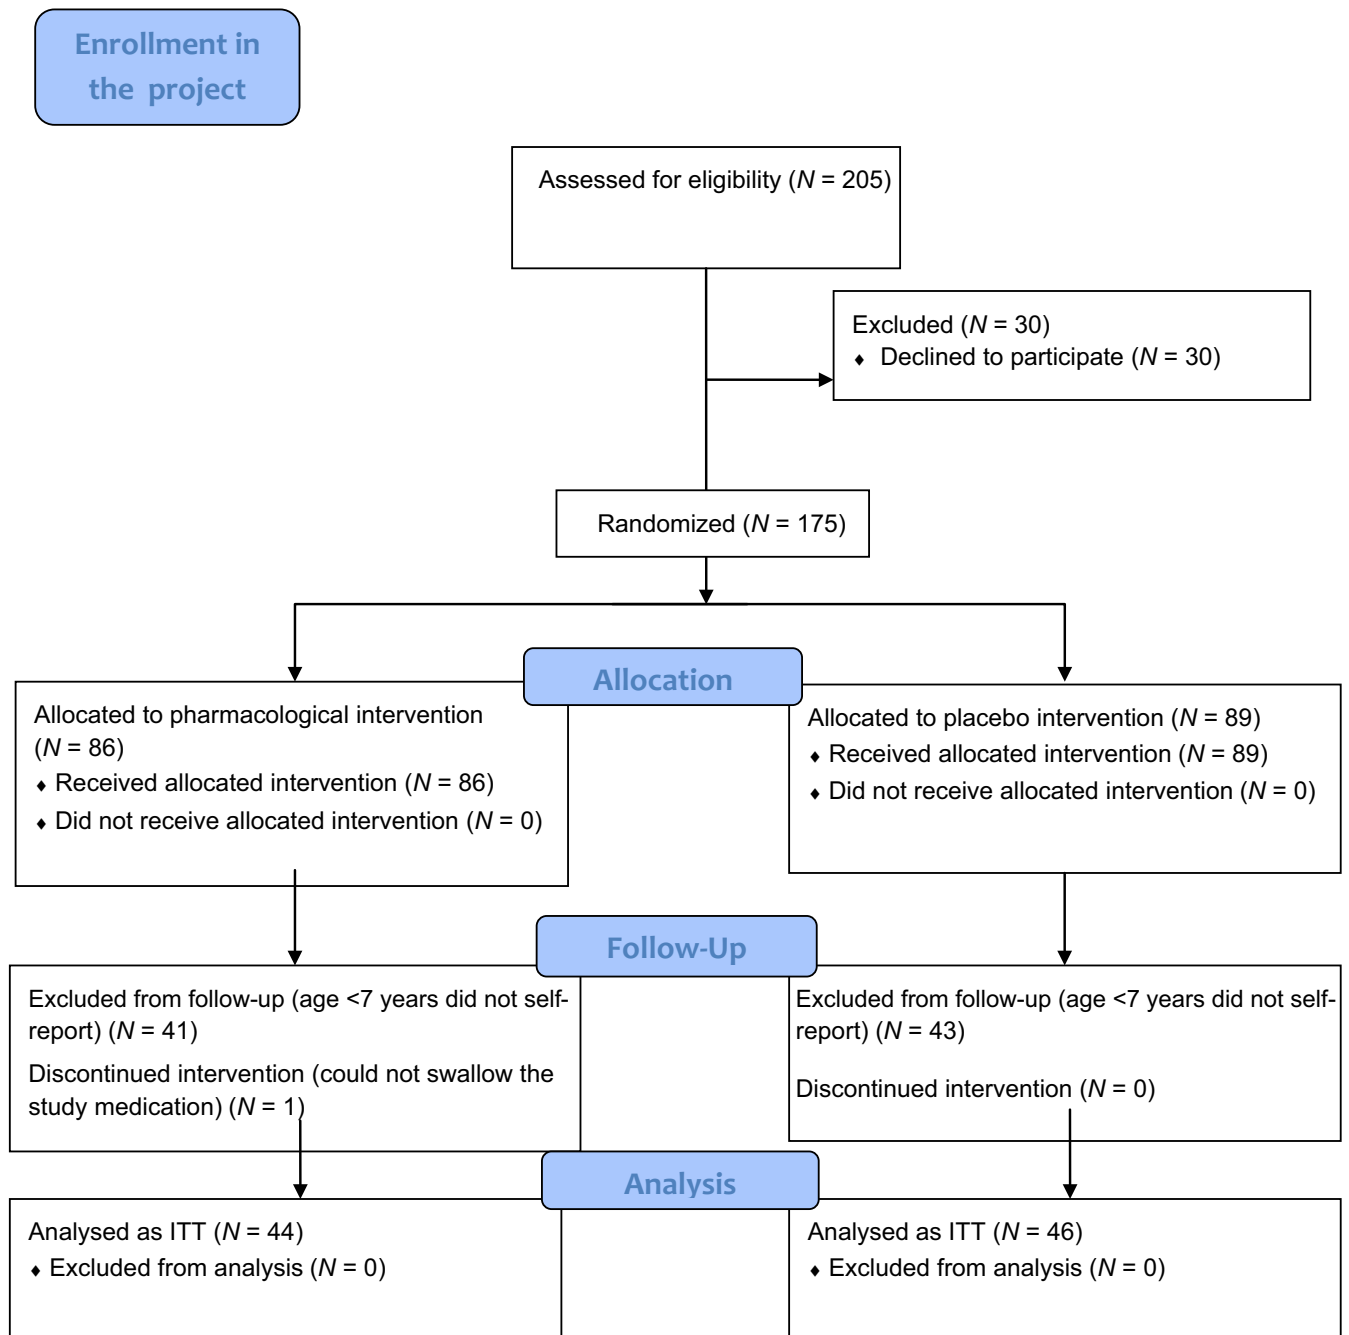 Enrollment in
the project
Assessed for eligibility (N = 205)
Excluded (N = 30)
♦ Declined to participate (N = 30)
Randomized (N = 175)
Allocation
Allocated to pharmacological intervention
(N = 86)
♦ Received allocated intervention (N = 86)
♦ Did not receive allocated intervention (N = 0)
Allocated to placebo intervention (N = 89)
♦ Received allocated intervention (N = 89)
♦ Did not receive allocated intervention (N = 0)
Follow-Up
Excluded from follow-up (age <7 years did not self-
report) (N = 41)
Discontinued intervention (could not swallow the
study medication) (N = 1)
Excluded from follow-up (age <7 years did not self-
report) (N = 43)
Discontinued intervention (N = 0)
Analysis
Analysed as ITT (N = 44)
♦ Excluded from analysis (N = 0)
Analysed as ITT (N = 46)
♦ Excluded from analysis (N = 0)